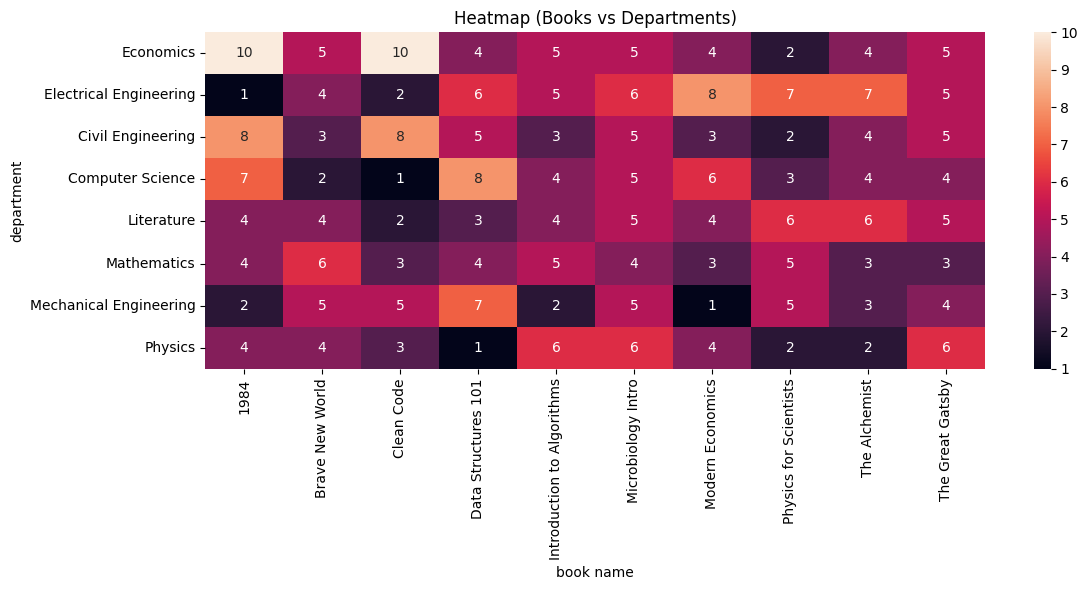 Heatmap (Books vs Departments)
department
Economics 10 5 10 4 5 5 4 2 4 5
Electrical Engineering 1 4 2 6 5 6 8 7 7 5
Civil Engineering 8 3 8 5 3 5 3 2 4 5
Computer Science 7 2 1 8 4 5 6 3 4 4
Literature 4 4 2 3 4 5 4 6 6 5
Mathematics 4 6 3 4 5 4 3 5 3 3
Mechanical Engineering 2 5 5 7 2 5 1 5 3 4
Physics 4 4 3 1 6 6 4 2 2 6
1984
Brave New World
Clean Code
Data Structures 101
Introduction to Algorithms
Microbiology Intro
Modern Economics
Physics for Scientists
The Alchemist
The Great Gatsby
book name
10
9
8
7
6
5
4
3
2
1